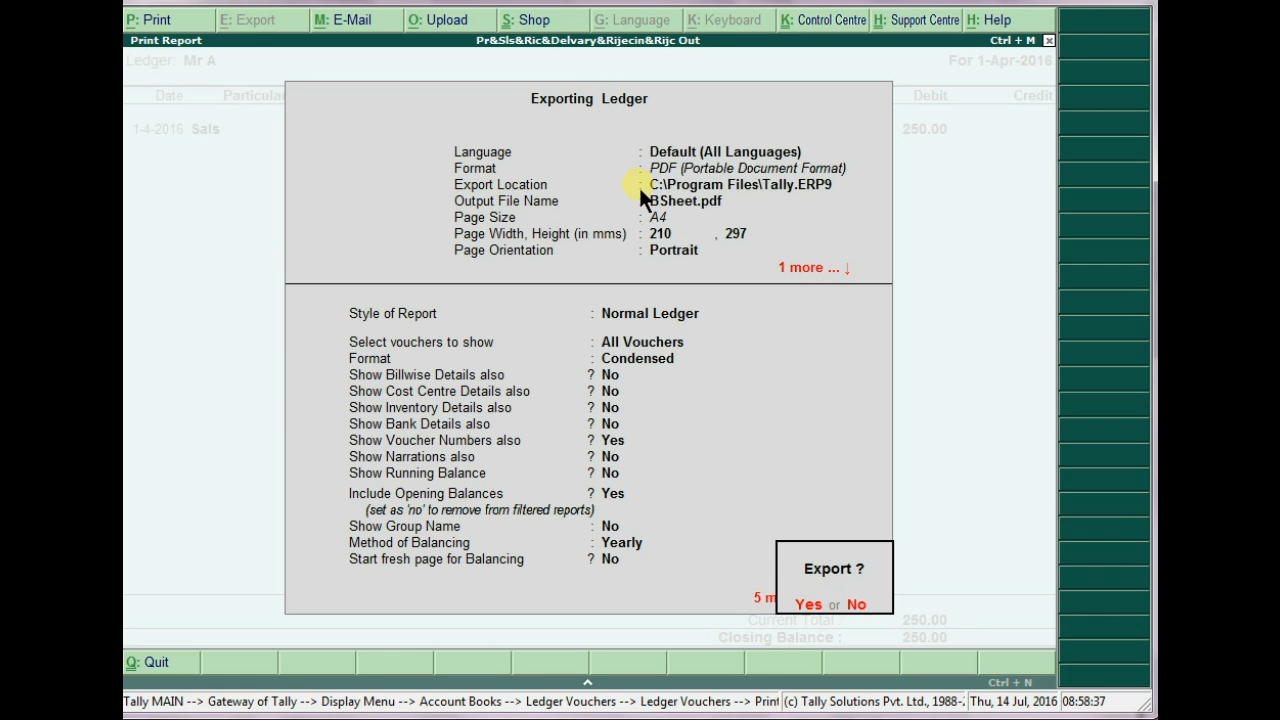 P: Print E: Export M: E-Mail O: Upload S: Shop G: Language K: Keyboard K: Control Centre H: Support Centre H: Help
Print Report Pr&Sls&Ric&Delvary&Rijecin&Rijc Out Ctrl + M
Ledger: Mr A For 1-Apr-2016
Date Particula Debit Credit
1-4-2016 Sals 250.00
Exporting Ledger
Language : Default (All Languages)
Format : PDF (Portable Document Format)
Export Location : C:\Program Files\Tally.ERP9
Output File Name : BSheet.pdf
Page Size : A4
Page Width, Height (in mms) : 210 , 297
Page Orientation : Portrait
1 more ... ↓
Style of Report : Normal Ledger
Select vouchers to show : All Vouchers
Format : Condensed
Show Billwise Details also ? No
Show Cost Centre Details also ? No
Show Inventory Details also ? No
Show Bank Details also ? No
Show Voucher Numbers also ? Yes
Show Narrations also ? No
Show Running Balance ? No
Include Opening Balances ? Yes
(set as 'no' to remove from filtered reports)
Show Group Name : No
Method of Balancing : Yearly
Start fresh page for Balancing ? No
5 m
Export ?
Yes or No
Current Total : 250.00
Closing Balance : 250.00
Q: Quit
Ctrl + N
Tally MAIN --> Gateway of Tally --> Display Menu --> Account Books --> Ledger Vouchers --> Ledger Vouchers --> Print (c) Tally Solutions Pvt. Ltd., 1988-2 Thu, 14 Jul, 2016 08:58:37